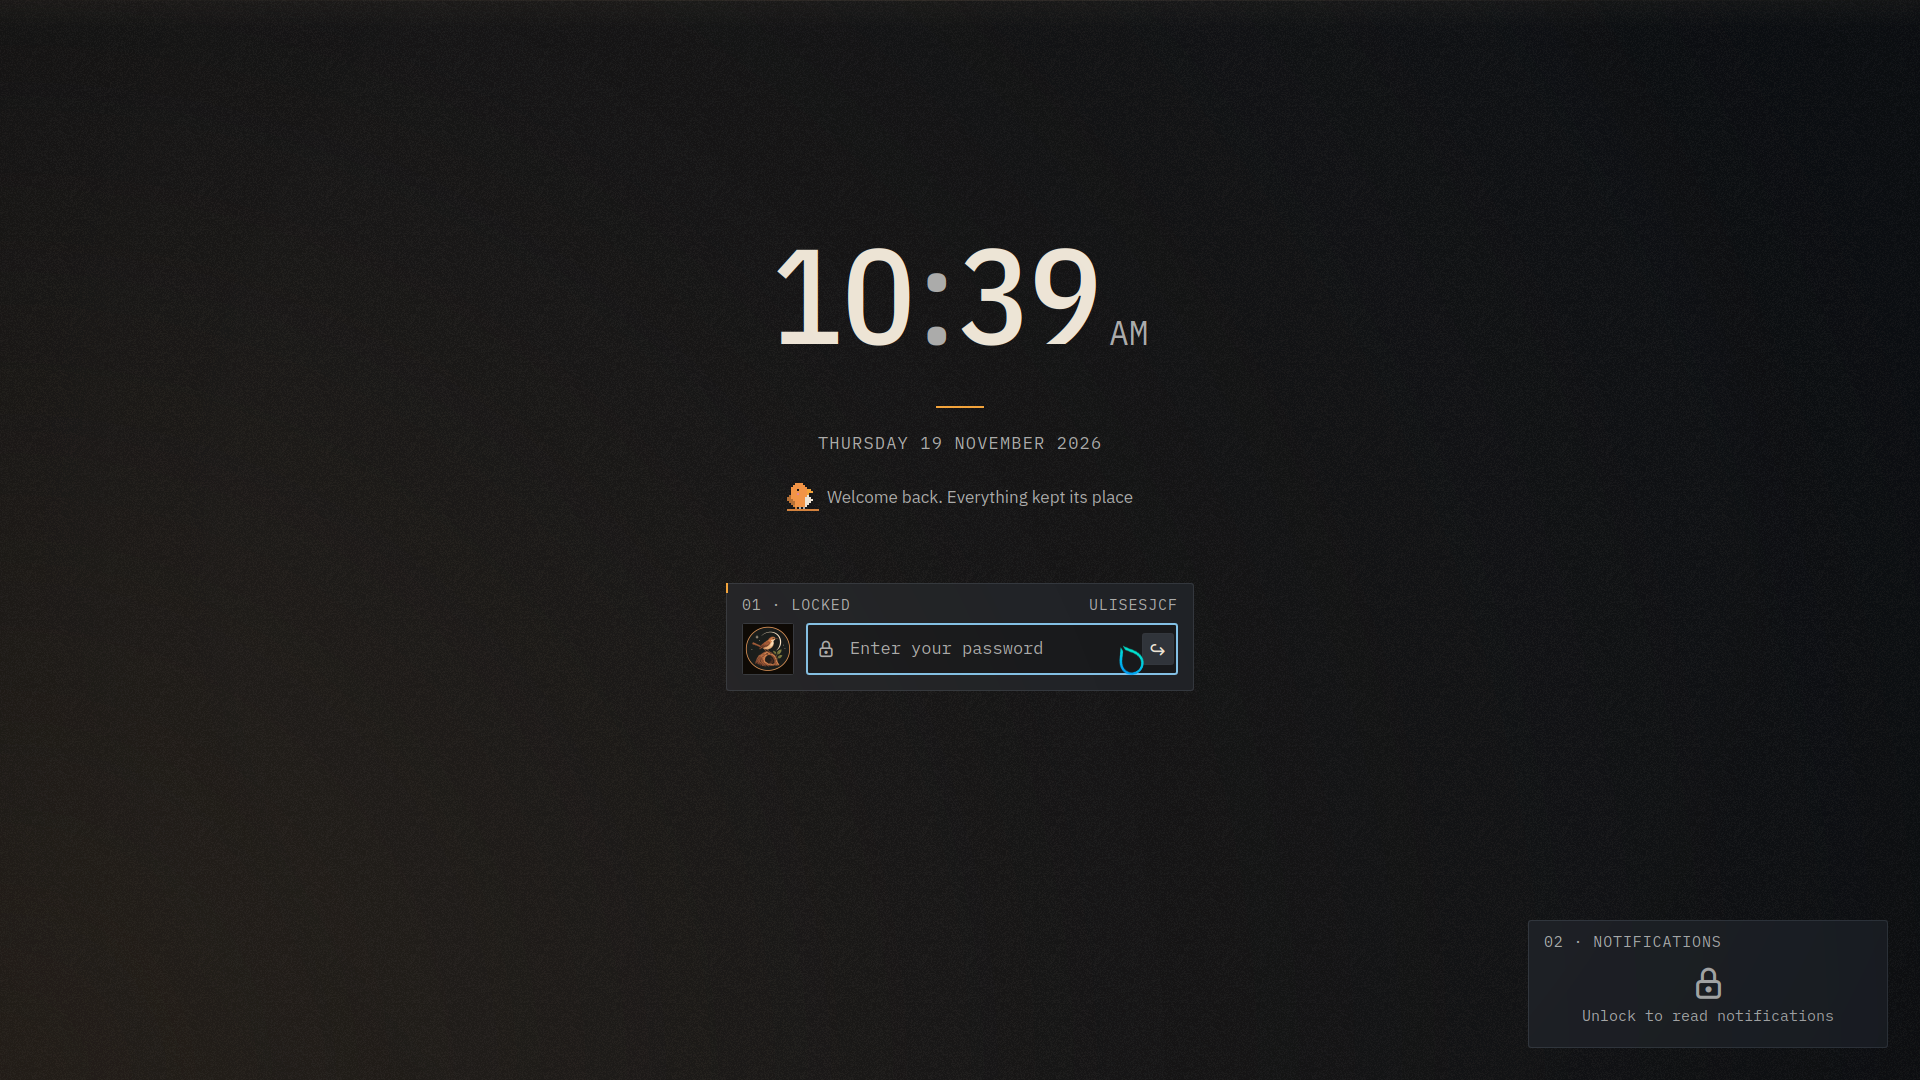 10:39 AM
THURSDAY 19 NOVEMBER 2026
Welcome back. Everything kept its place
01 · LOCKED ULISESJCF
Enter your password
02 · NOTIFICATIONS
Unlock to read notifications